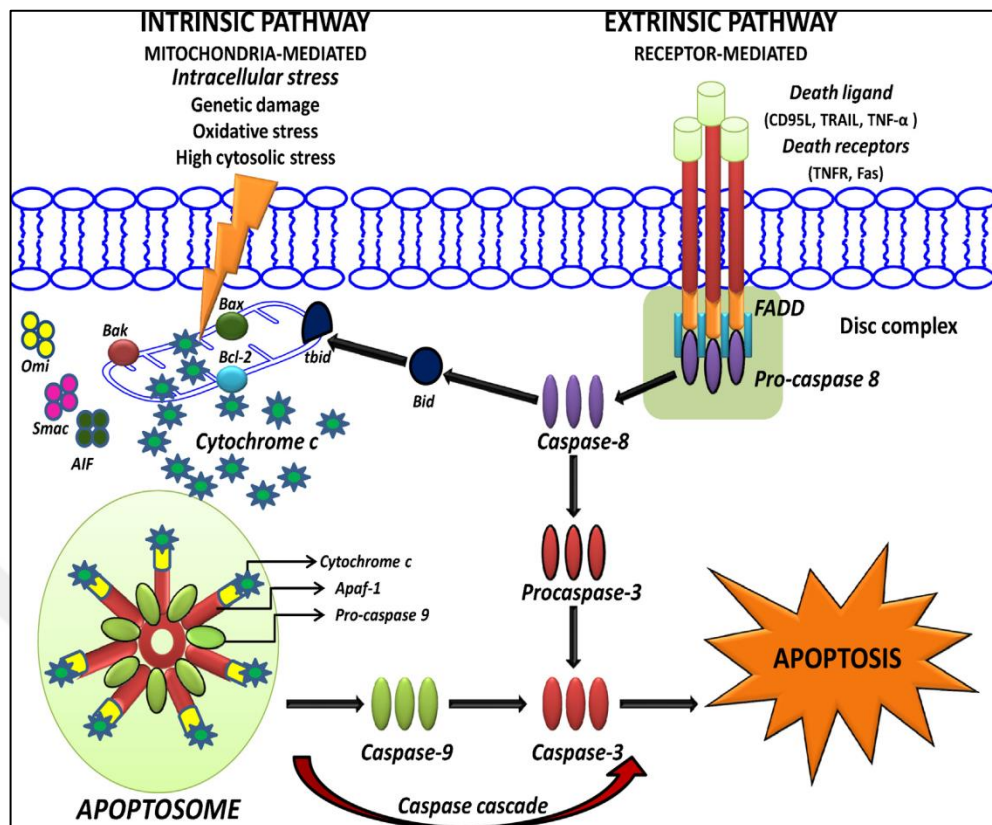 INTRINSIC PATHWAY
MITOCHONDRIA-MEDIATED
Intracellular stress
Genetic damage
Oxidative stress
High cytosolic stress
EXTRINSIC PATHWAY
RECEPTOR-MEDIATED
Death ligand
(CD95L, TRAIL, TNF-α )
Death receptors
(TNFR, Fas)
FADD
Disc complex
Pro-caspase 8
Bax
Bak
Bcl-2
tbid
Bid
Omi
Smac
AIF
Cytochrome c
Caspase-8
Procaspase-3
Cytochrome c
Apaf-1
Pro-caspase 9
APOPTOSIS
Caspase-9
Caspase-3
APOPTOSOME
Caspase cascade